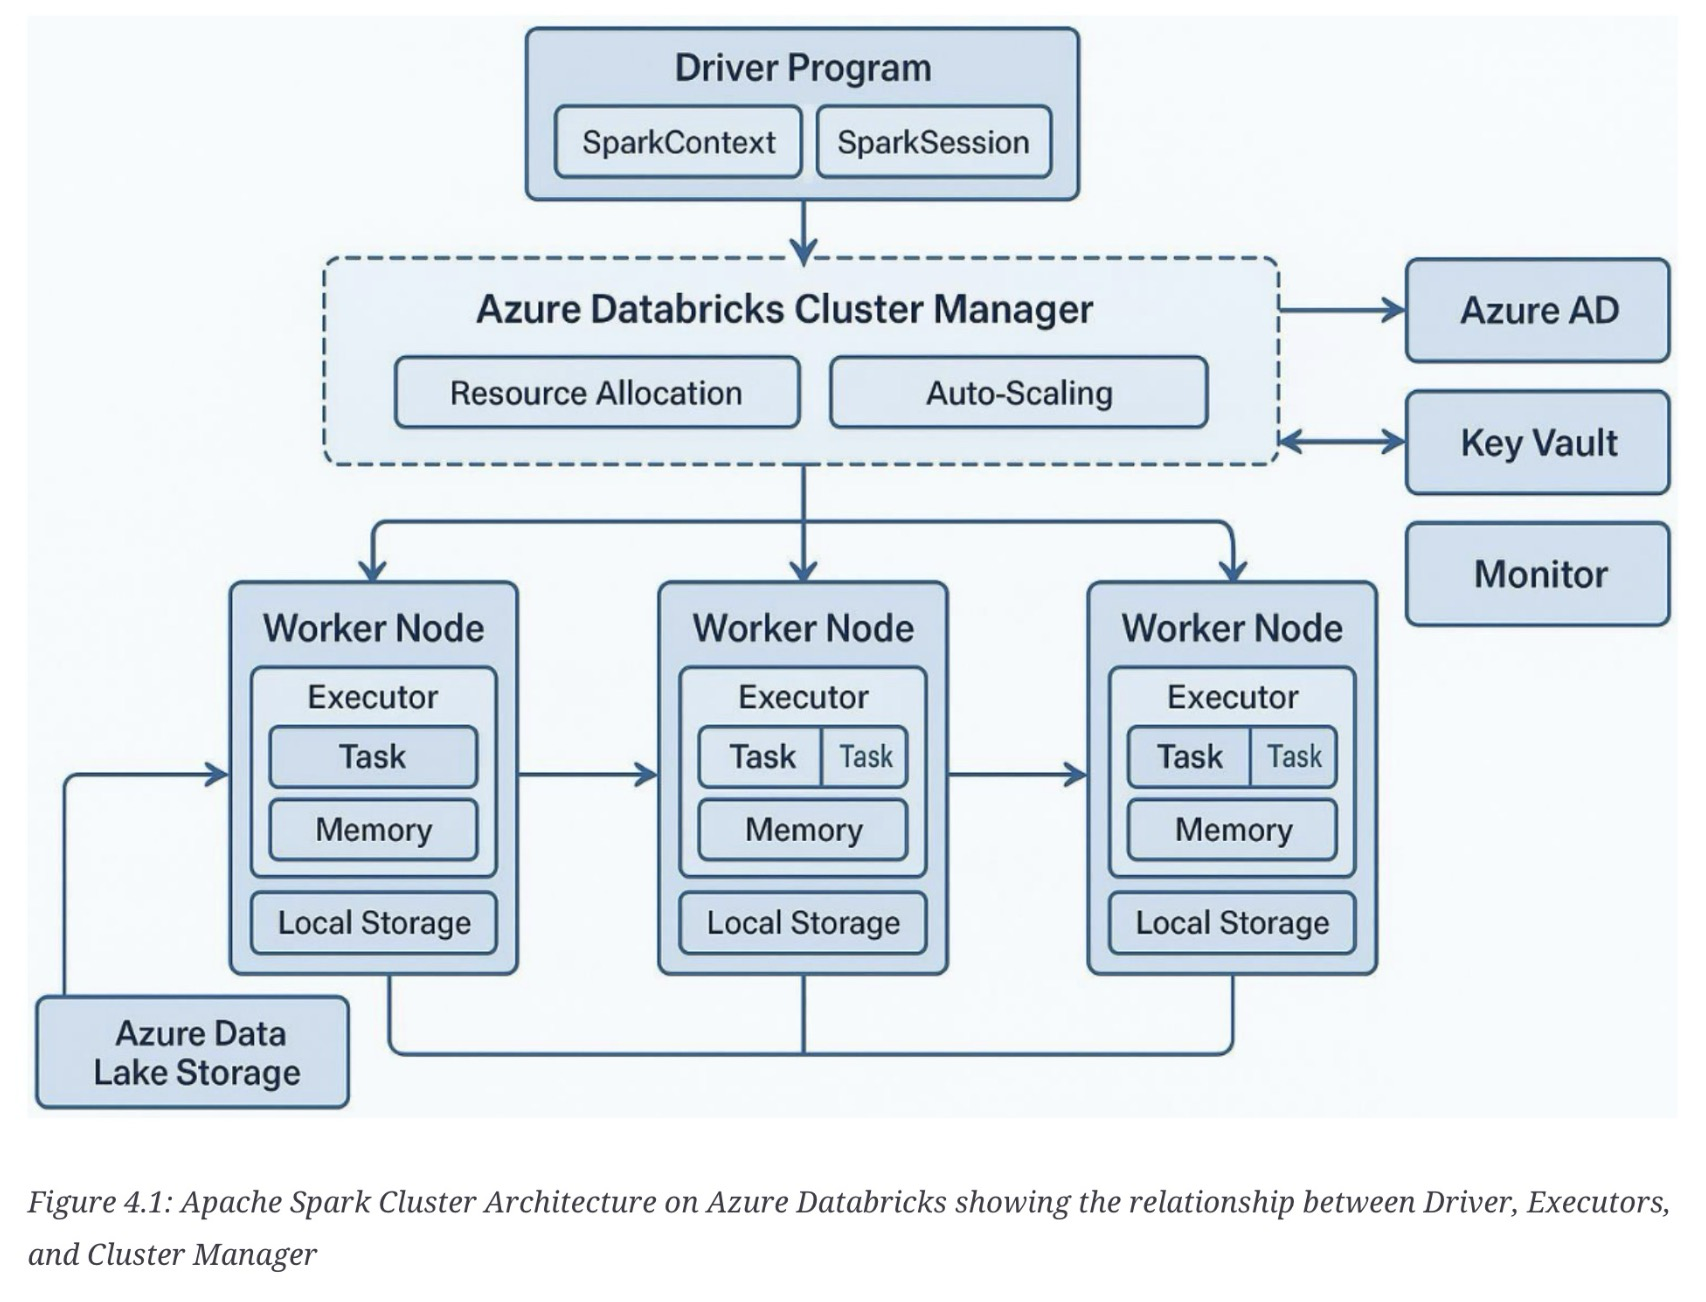 Driver Program
SparkContext
SparkSession
Azure Databricks Cluster Manager
Resource Allocation
Auto-Scaling
Azure AD
Key Vault
Monitor
Worker Node
Executor
Task
Memory
Local Storage
Worker Node
Executor
Task
Task
Memory
Local Storage
Worker Node
Executor
Task
Task
Memory
Local Storage
Azure Data
Lake Storage
Figure 4.1: Apache Spark Cluster Architecture on Azure Databricks showing the relationship between Driver, Executors,
and Cluster Manager